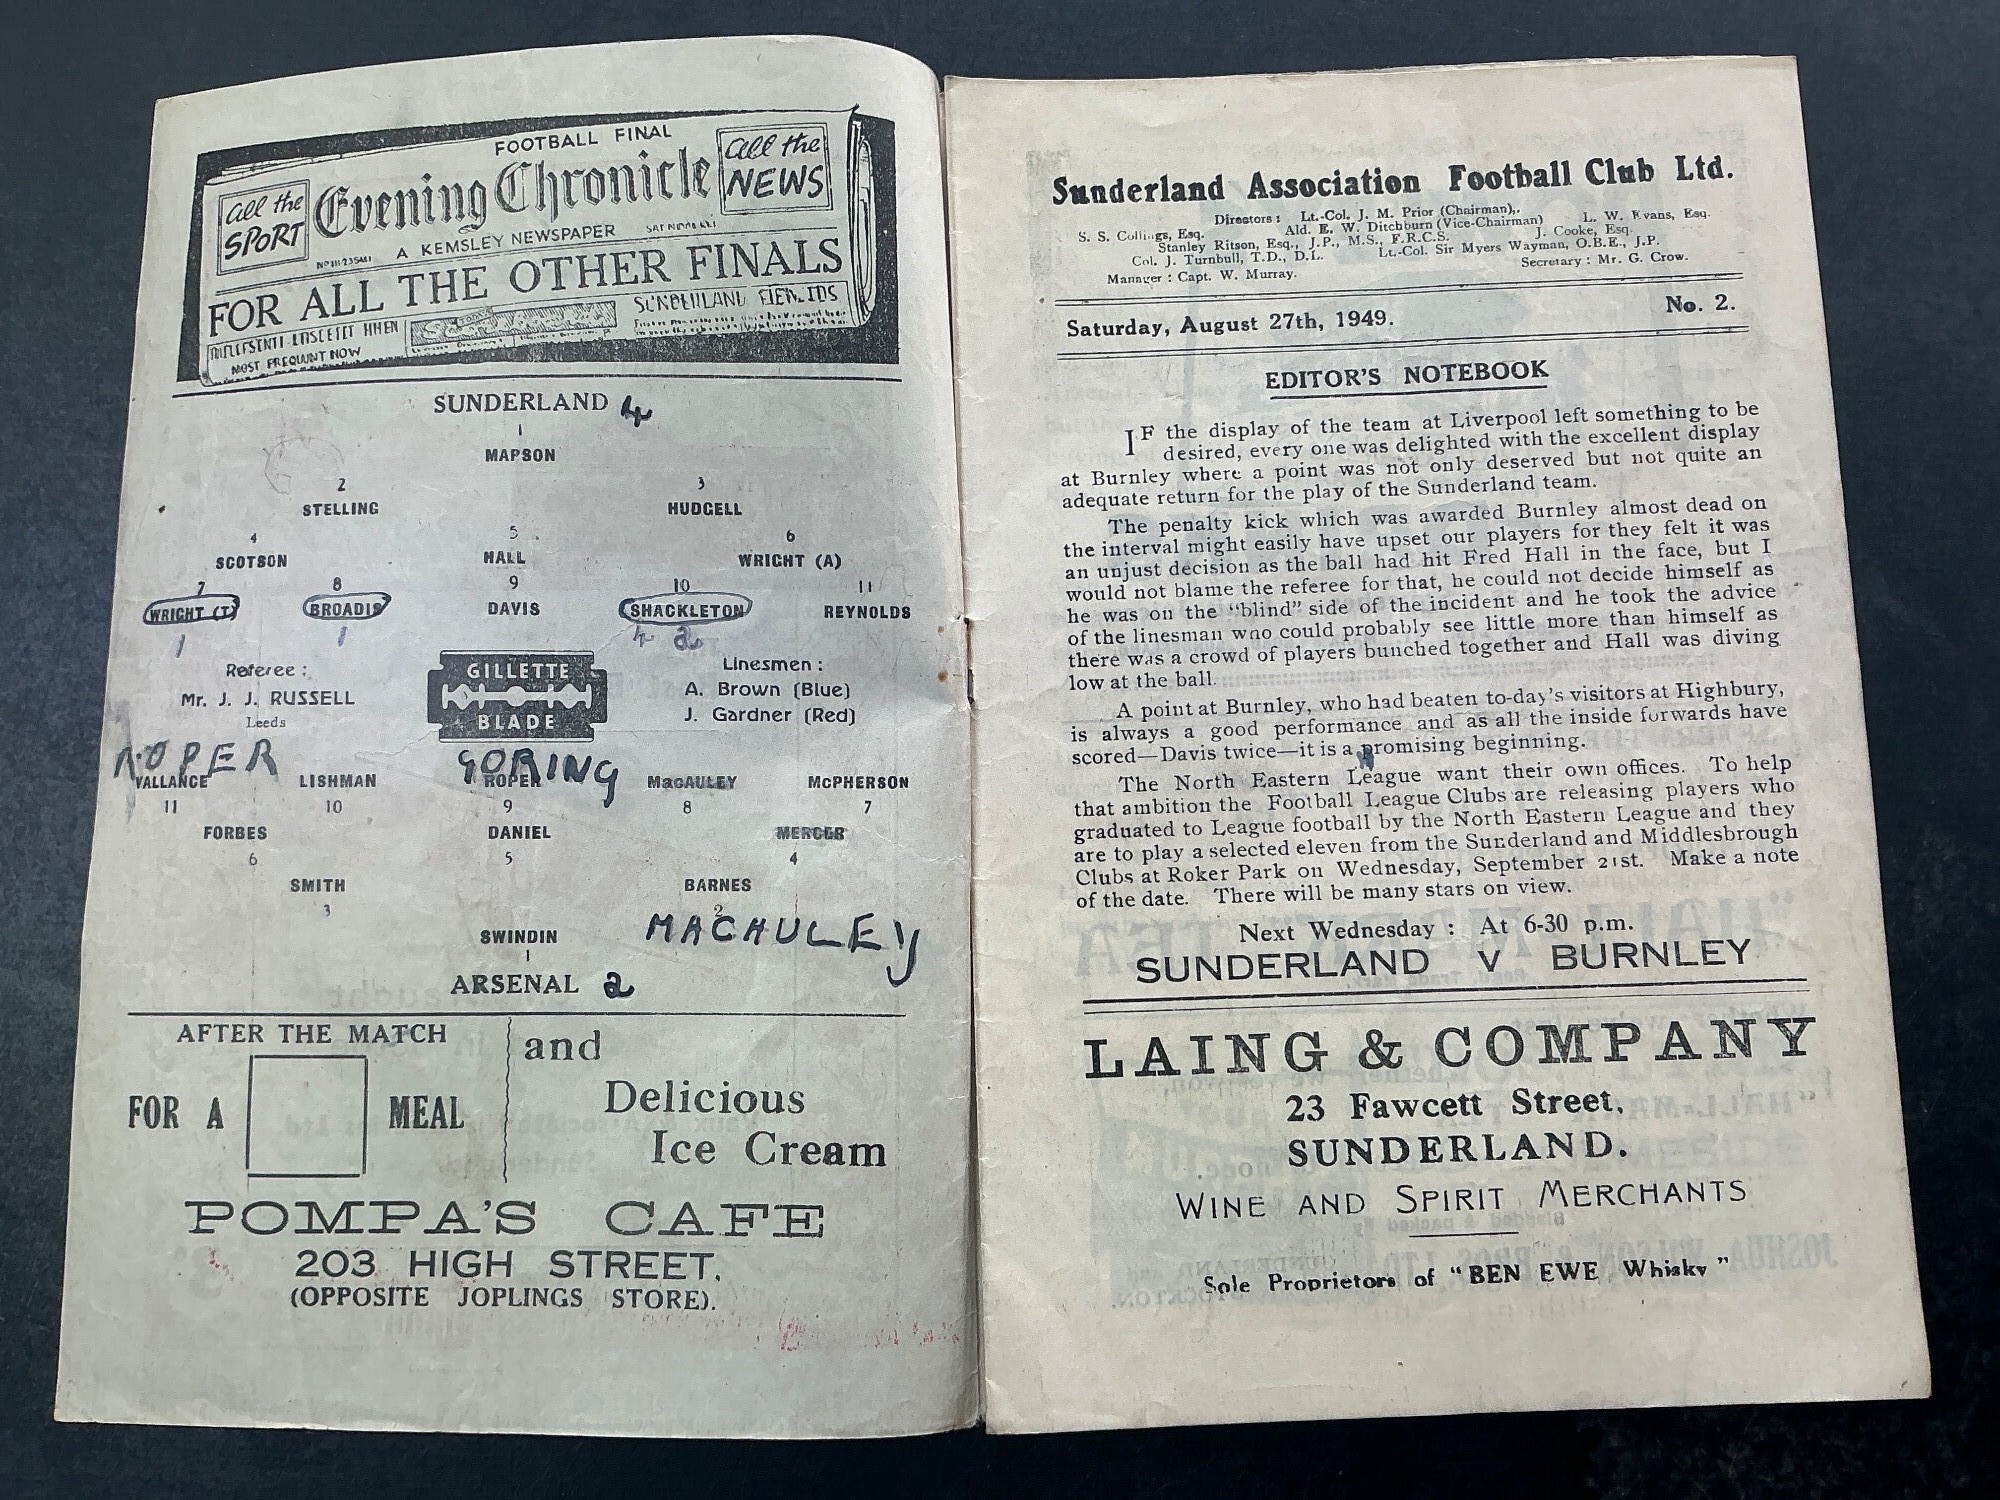 FOOTBALL FINAL
all the SPORT
Evening Chronicle
all the NEWS
A KEMSLEY NEWSPAPER
FOR ALL THE OTHER FINALS
MOST FREQUENT NOW
SUNDERLAND 4
1
MAPSON
2 3
STELLING HUDGELL
4 5 6
SCOTSON HALL WRIGHT (A)
7 8 9 10 11
WRIGHT (T) BROADIS DAVIS SHACKLETON REYNOLDS
1 1 2
Referee :
Mr. J. J. RUSSELL
Leeds
GILLETTE
BLADE
Linesmen :
A. Brown (Blue)
J. Gardner (Red)
ROPER GORING
VALLANCE LISHMAN ROPER MacAULEY McPHERSON
11 10 9 8 7
FORBES DANIEL MERCER
6 5 4
SMITH BARNES
3 2
MACAULEY
SWINDIN
1
ARSENAL 2
AFTER THE MATCH
FOR A MEAL
and
Delicious
Ice Cream
POMPA'S CAFE
203 HIGH STREET.
(OPPOSITE JOPLINGS STORE).
Sunderland Association Football Club Ltd.
Directors : Lt.-Col. J. M. Prior (Chairman),.
S. S. Collings, Esq. Ald. E. W. Ditchburn (Vice-Chairman) L. W. Evans, Esq.
Stanley Ritson, Esq., J.P., M.S., F.R.C.S. J. Cooke, Esq.
Col. J. Turnbull, T.D., D.L. Lt.-Col. Sir Myers Wayman, O.B.E., J.P.
Manager : Capt. W. Murray. Secretary : Mr. G. Crow.
Saturday, August 27th, 1949. No. 2.
EDITOR'S NOTEBOOK
IF the display of the team at Liverpool left something to be
desired, every one was delighted with the excellent display
at Burnley where a point was not only deserved but not quite an
adequate return for the play of the Sunderland team.
The penalty kick which was awarded Burnley almost dead on
the interval might easily have upset our players for they felt it was
an unjust decision as the ball had hit Fred Hall in the face, but I
would not blame the referee for that, he could not decide himself as
he was on the "blind" side of the incident and he took the advice
of the linesman who could probably see little more than himself as
there was a crowd of players bunched together and Hall was diving
low at the ball.
A point at Burnley, who had beaten to-day's visitors at Highbury,
is always a good performance and as all the inside forwards have
scored—Davis twice—it is a promising beginning.
The North Eastern League want their own offices. To help
that ambition the Football League Clubs are releasing players who
graduated to League football by the North Eastern League and they
are to play a selected eleven from the Sunderland and Middlesbrough
Clubs at Roker Park on Wednesday, September 21st. Make a note
of the date. There will be many stars on view.
Next Wednesday : At 6-30 p.m.
SUNDERLAND V BURNLEY
LAING & COMPANY
23 Fawcett Street,
SUNDERLAND.
WINE AND SPIRIT MERCHANTS
Sole Proprietors of "BEN EWE Whisky"